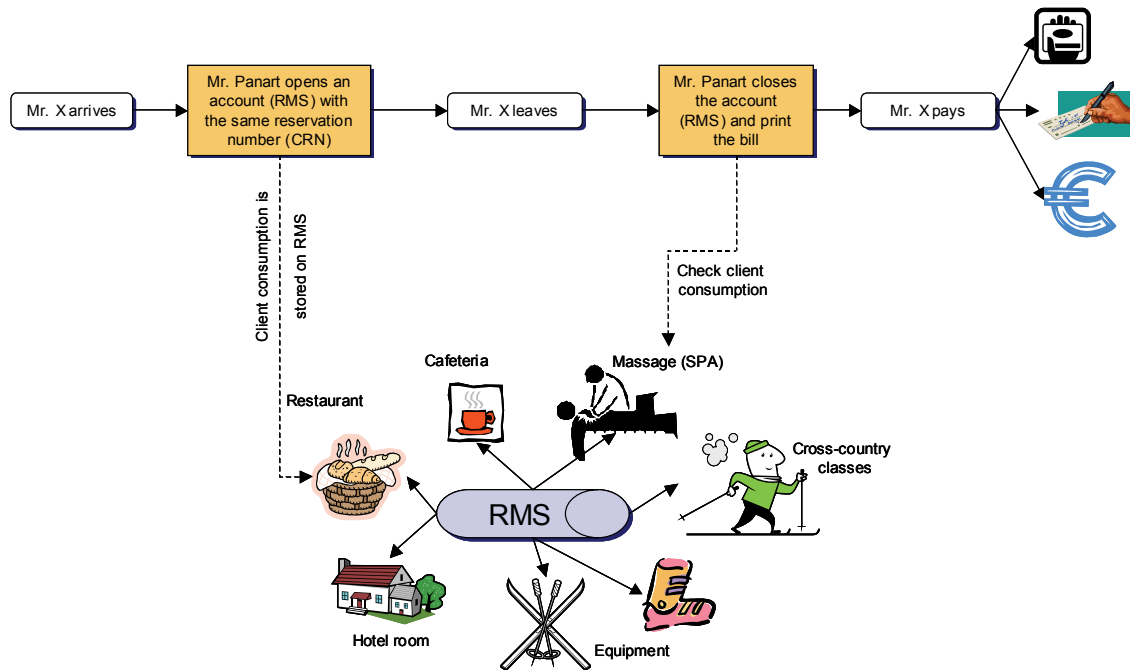 Mr. X arrives
Mr. Panart opens an
account (RMS) with
the same reservation
number (CRN)
Mr. X leaves
Mr. Panart closes
the account
(RMS) and print
the bill
Mr. X pays
Client consumption is
stored on RMS
Check client
consumption
Cafeteria
Massage (SPA)
Restaurant
Cross-country
classes
RMS
Hotel room
Equipment